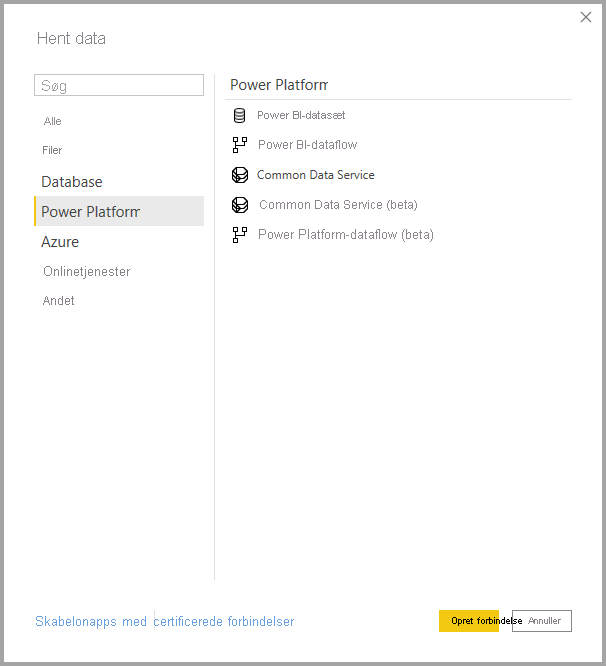 Hent data
Søg
Alle
Filer
Database
Power Platform
Azure
Onlinetjenester
Andet
Power Platform
Power BI-datasæt
Power BI-dataflow
Common Data Service
Common Data Service (beta)
Power Platform-dataflow (beta)
Skabelonapps med certificerede forbindelser
Opret forbindelse
Annuller